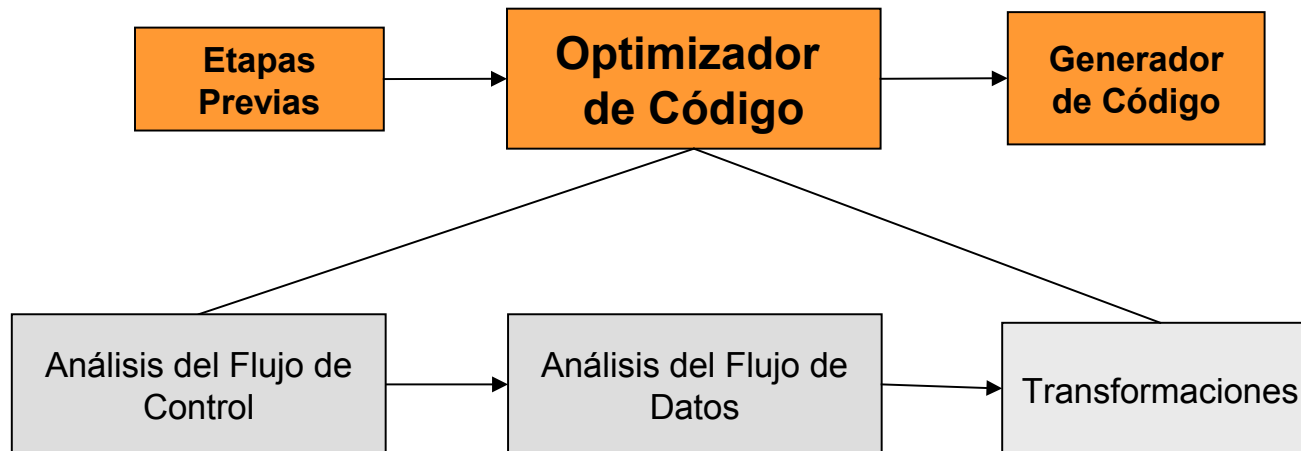 Etapas
Previas
Optimizador
de Código
Generador
de Código
Análisis del Flujo de
Control
Análisis del Flujo de
Datos
Transformaciones